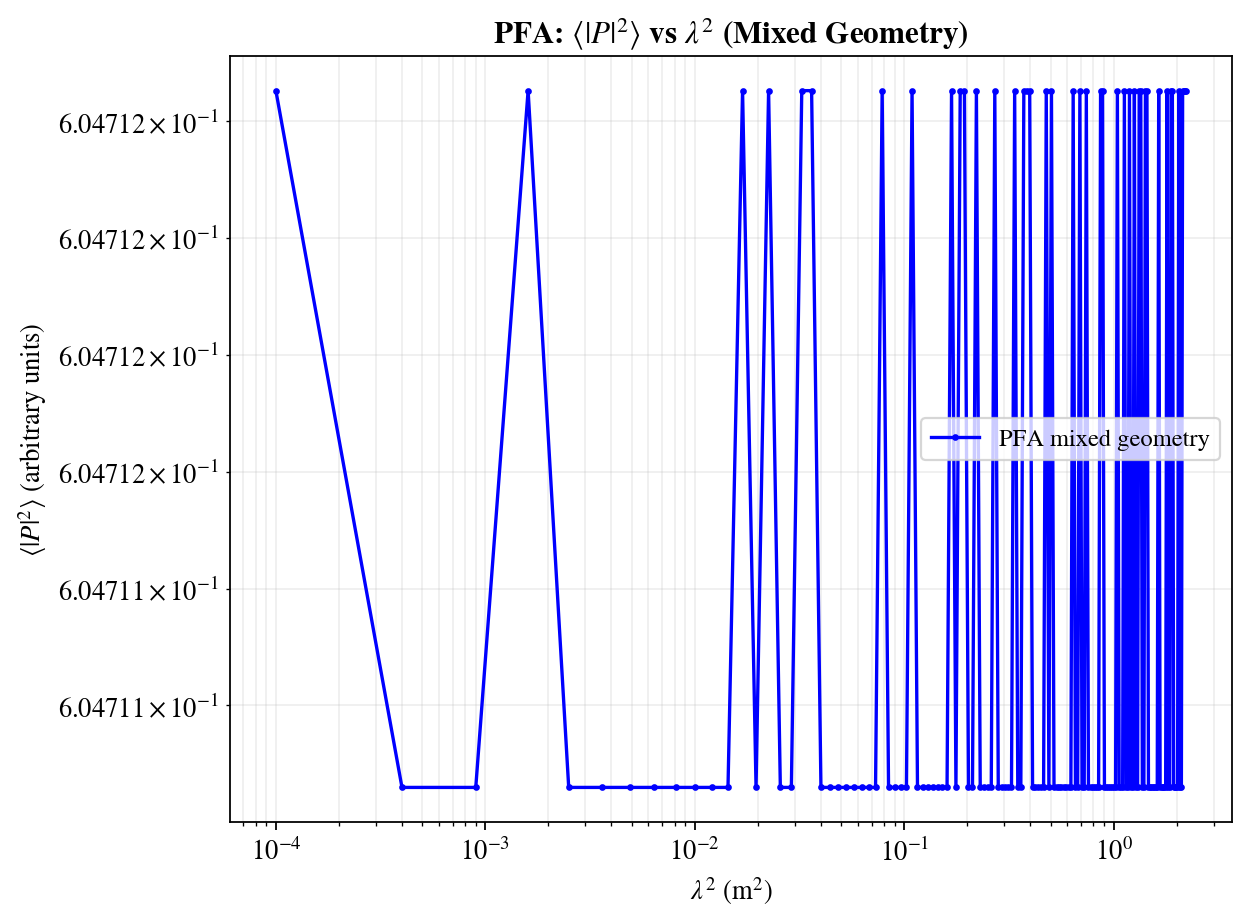 PFA: ⟨|P|²⟩ vs λ² (Mixed Geometry)
6.04712×10⁻¹
6.04712×10⁻¹
6.04712×10⁻¹
6.04712×10⁻¹
6.04711×10⁻¹
6.04711×10⁻¹
⟨|P|²⟩ (arbitrary units)
PFA mixed geometry
10⁻⁴ 10⁻³ 10⁻² 10⁻¹ 10⁰
λ² (m²)